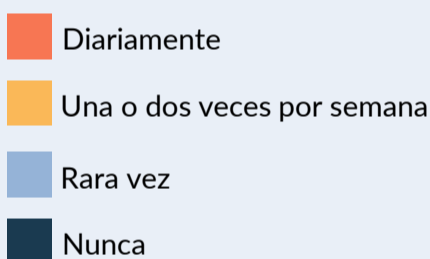 Diariamente
Una o dos veces por semana
Rara vez
Nunca